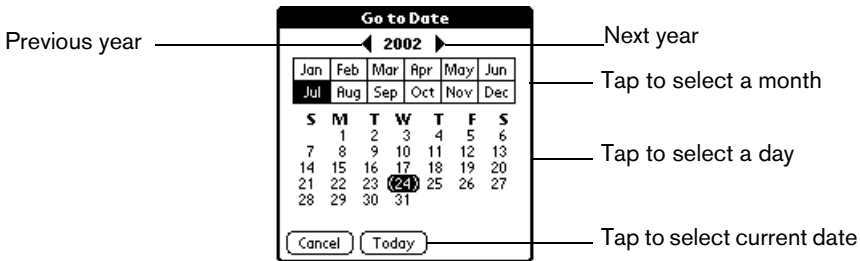 Go to Date
Previous year
2002
Next year
Jan Feb Mar Apr May Jun
Tap to select a month
Jul Aug Sep Oct Nov Dec
S M T W T F S
1 2 3 4 5 6
7 8 9 10 11 12 13
Tap to select a day
14 15 16 17 18 19 20
21 22 23 24 25 26 27
28 29 30 31
Cancel Today
Tap to select current date